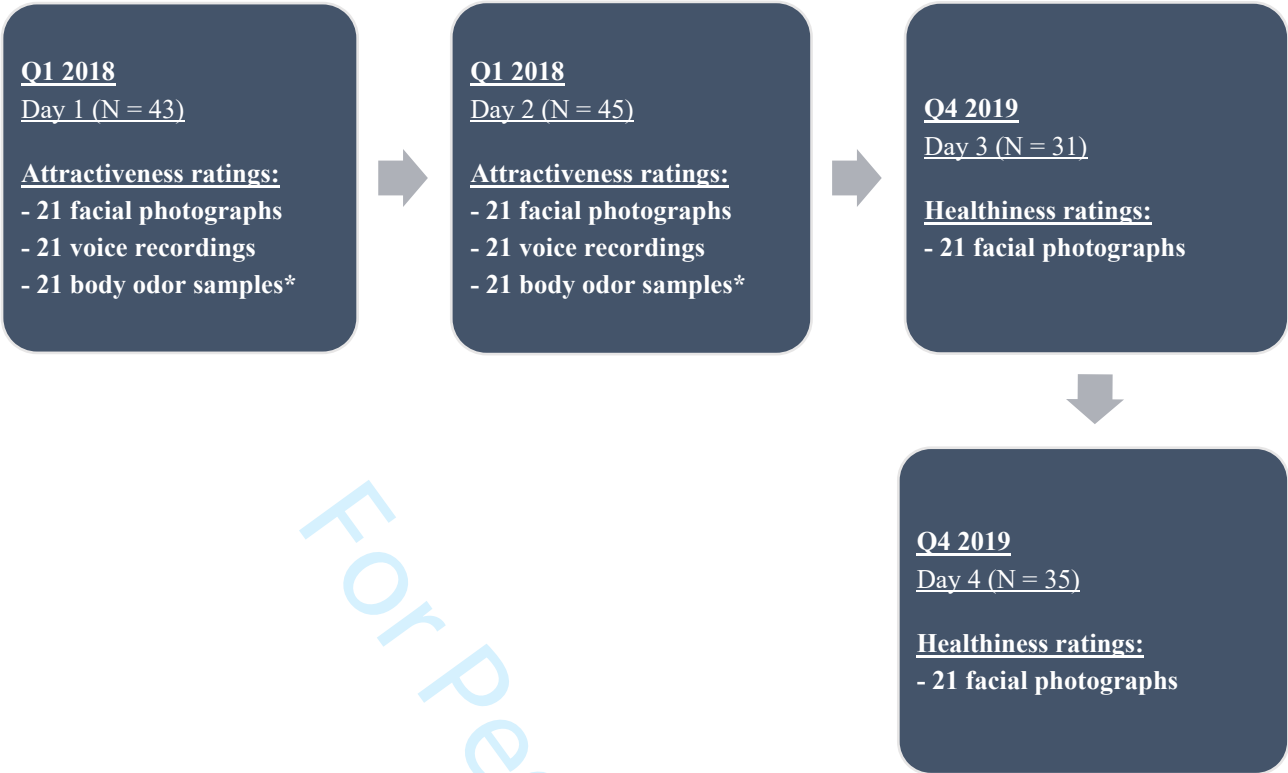 Q1 2018
Day 1 (N = 43)
Attractiveness ratings:
- 21 facial photographs
- 21 voice recordings
- 21 body odor samples*
Q1 2018
Day 2 (N = 45)
Attractiveness ratings:
- 21 facial photographs
- 21 voice recordings
- 21 body odor samples*
Q4 2019
Day 3 (N = 31)
Healthiness ratings:
- 21 facial photographs
Q4 2019
Day 4 (N = 35)
Healthiness ratings:
- 21 facial photographs
For Pe